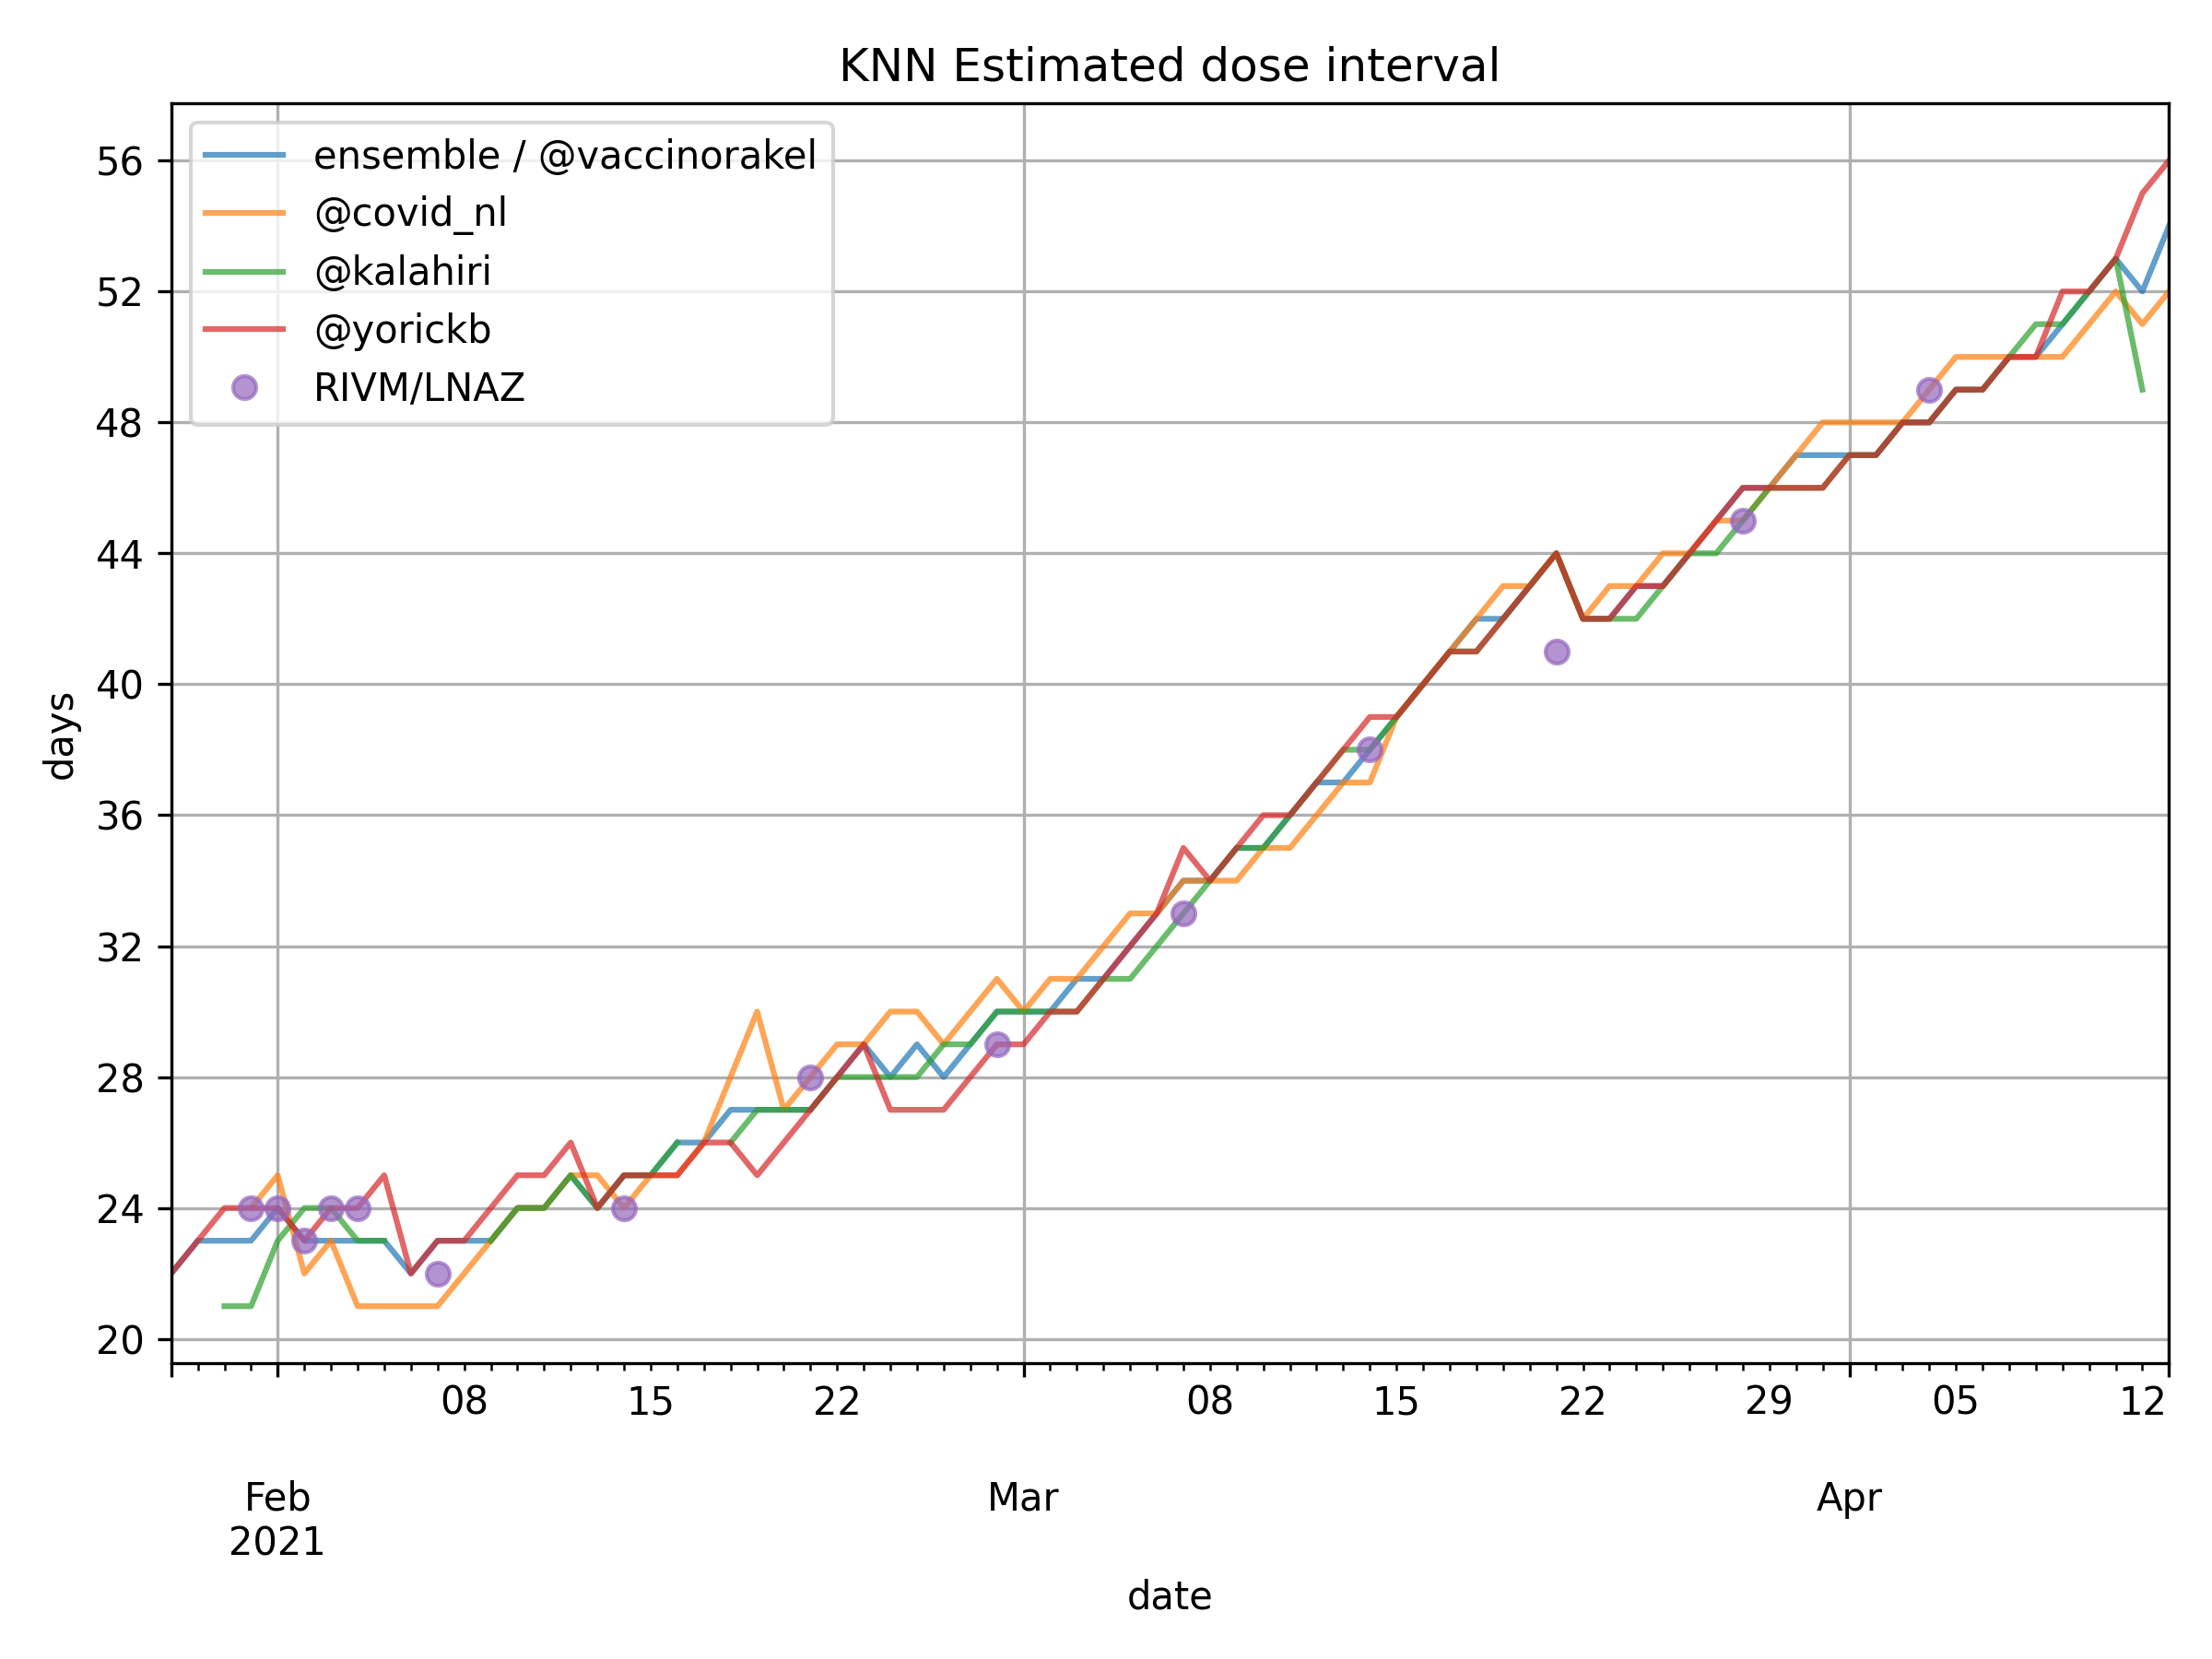 KNN Estimated dose interval
ensemble / @vaccinorakel
@covid_nl
@kalahiri
@yorickb
RIVM/LNAZ
56
52
48
44
40
36
32
28
24
20
days
08 15 22 08 15 22 29 05 12
Feb Mar Apr
2021
date